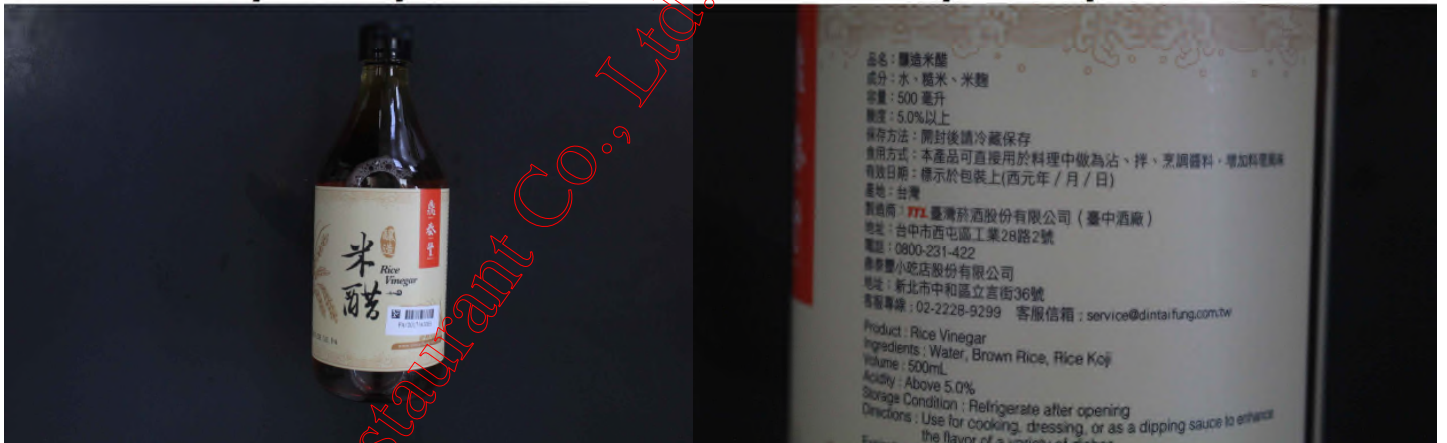 鼎泰豐
釀造
米醋
Rice
Vinegar
staurant Co., Ltd.
品名：釀造米醋
成分：水、糙米、米麴
容量：500 毫升
酸度：5.0%以上
保存方法：開封後請冷藏保存
食用方式：本產品可直接用於料理中做為沾、拌、烹調醬料，增加料理風味
有效日期：標示於包裝上(西元年 / 月 / 日)
產地：台灣
製造商：臺灣菸酒股份有限公司（臺中酒廠）
地址：台中市西屯區工業28路2號
電話：0800-231-422
鼎泰豐小吃店股份有限公司
地址：新北市中和區立言街36號
客服專線：02-2228-9299 客服信箱：service@dintaifung.com.tw
Product : Rice Vinegar
Ingredients : Water, Brown Rice, Rice Koji
Volume : 500mL
Acidity : Above 5.0%
Storage Condition : Refrigerate after opening
Directions : Use for cooking, dressing, or as a dipping sauce to enhance
the flavor of a variety of dishes